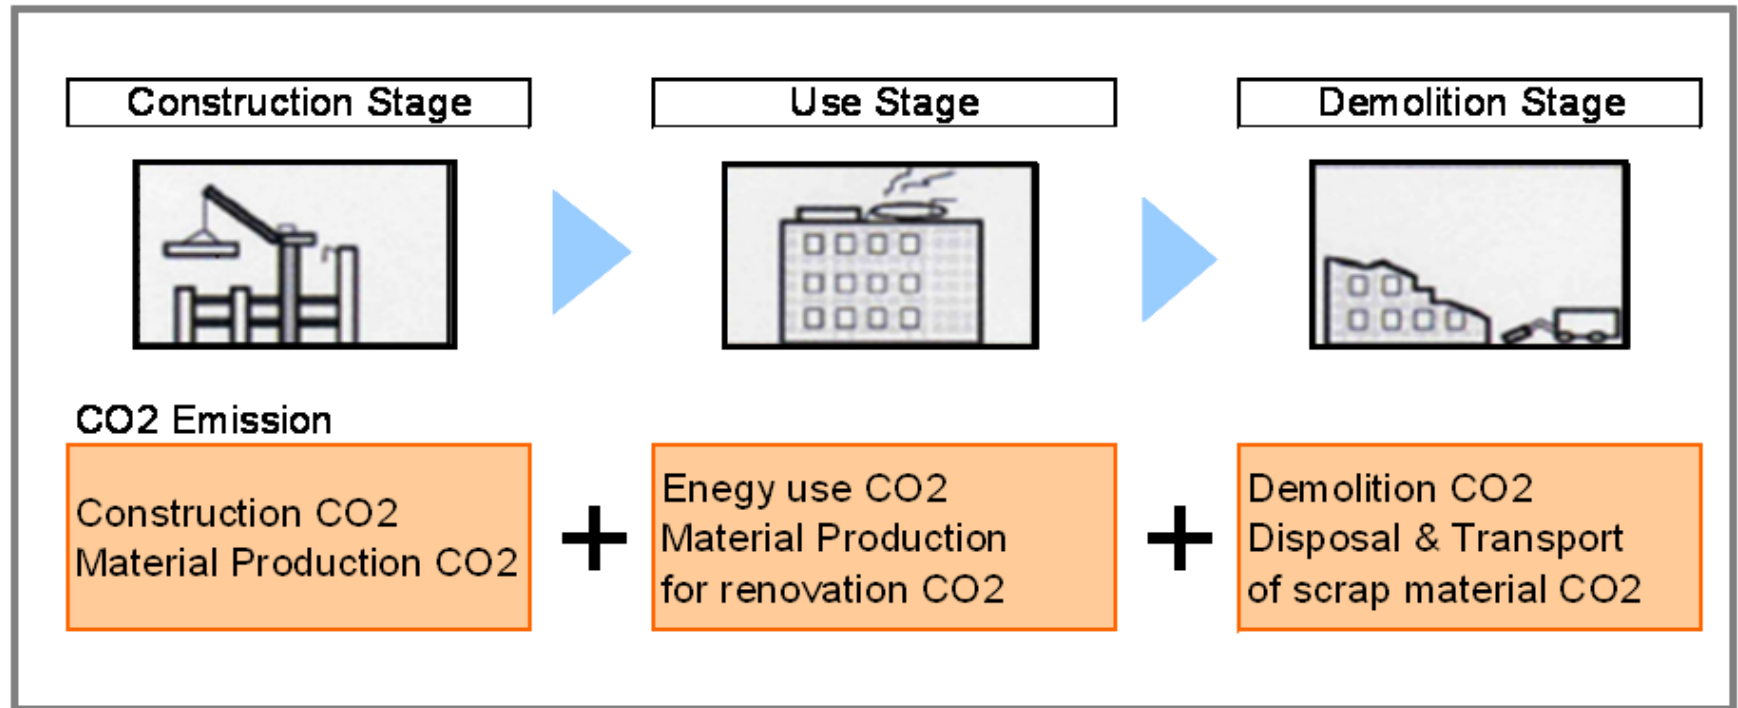 Construction Stage
Use Stage
Demolition Stage
CO2 Emission
Construction CO2
Material Production CO2
+
Enegy use CO2
Material Production
for renovation CO2
+
Demolition CO2
Disposal & Transport
of scrap material CO2